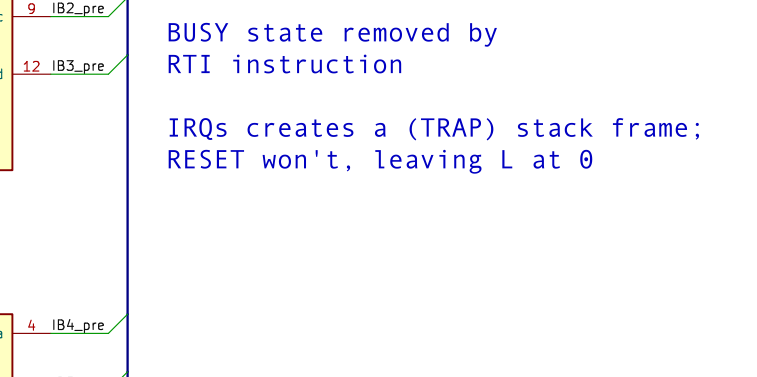 9 IB2_pre
BUSY state removed by
RTI instruction
12 IB3_pre
IRQs creates a (TRAP) stack frame;
RESET won't, leaving L at 0
4 IB4_pre